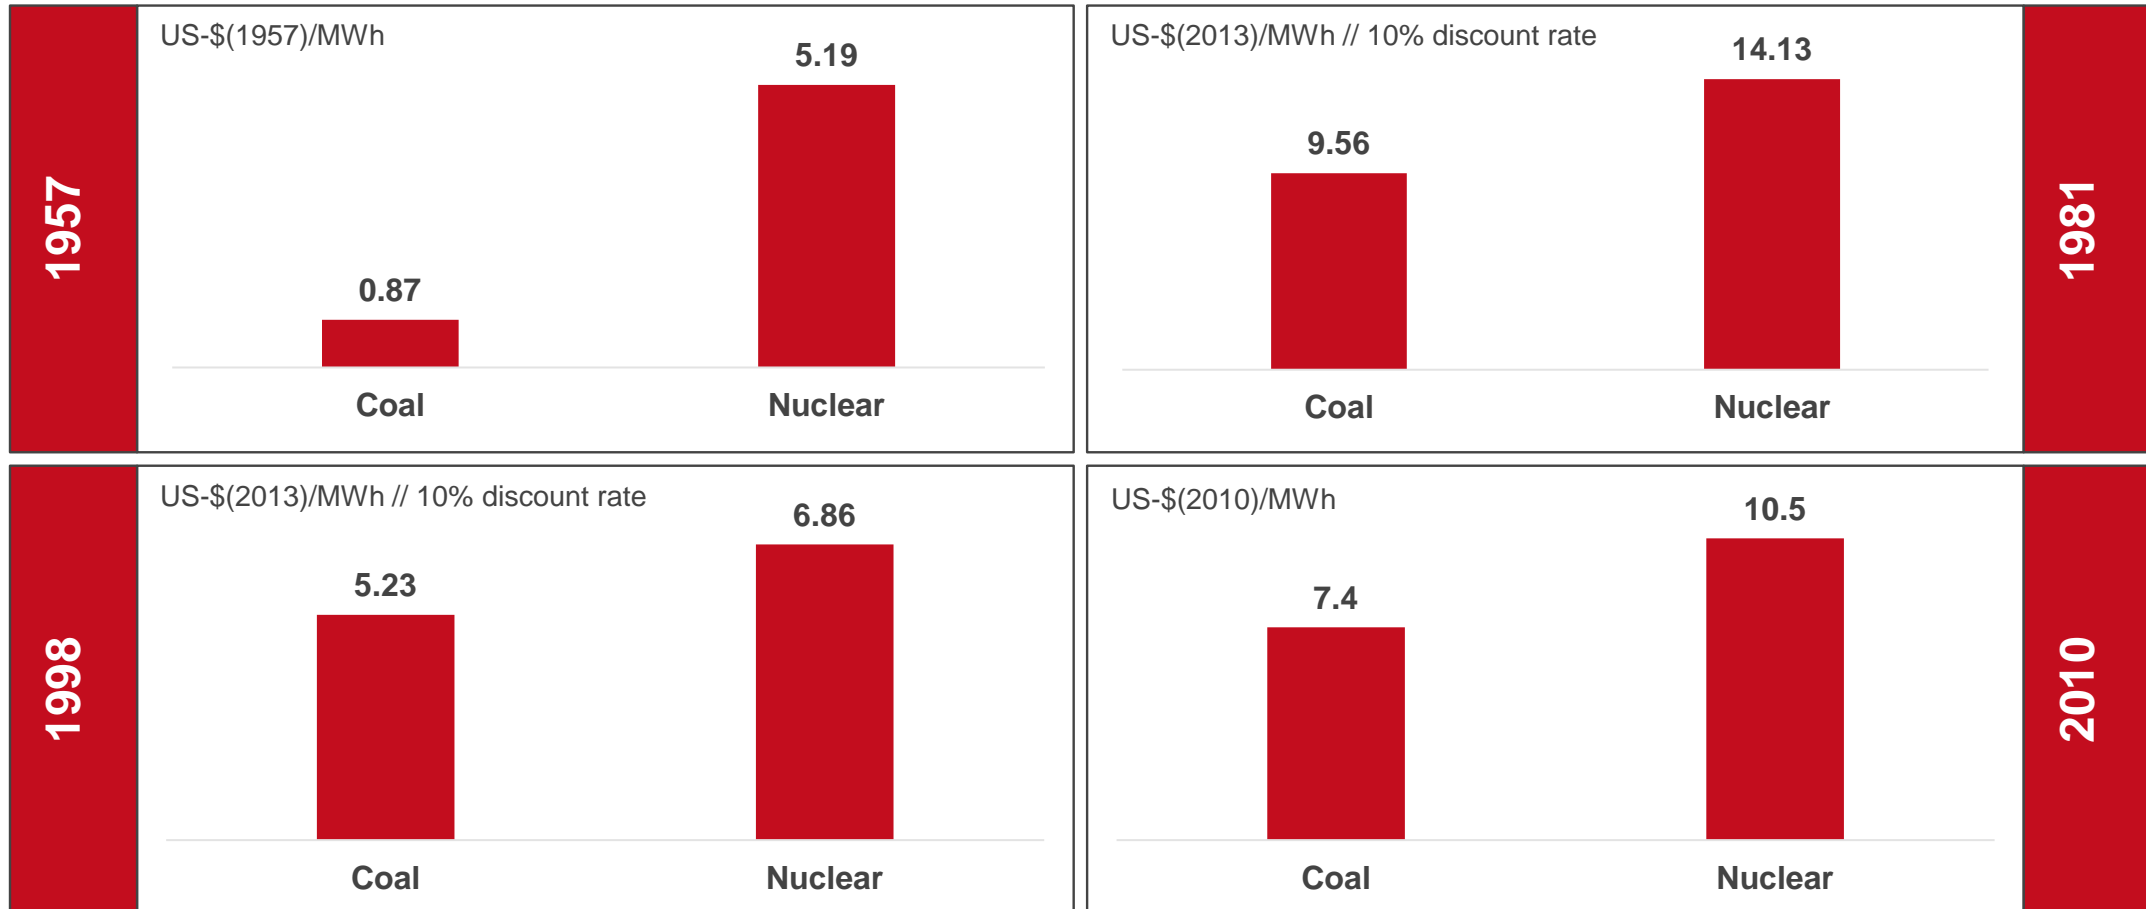 1957
US-$(1957)/MWh
5.19
0.87
Coal
Nuclear
US-$(2013)/MWh // 10% discount rate
14.13
9.56
Coal
Nuclear
1981
1998
US-$(2013)/MWh // 10% discount rate
6.86
5.23
Coal
Nuclear
US-$(2010)/MWh
10.5
7.4
Coal
Nuclear
2010